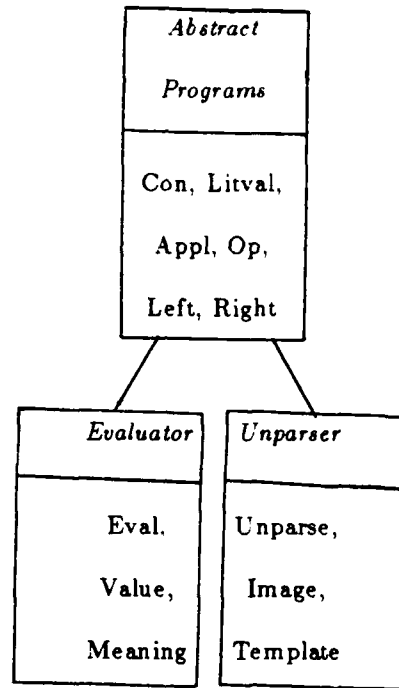 Abstract
Programs
Con, Litval,
Appl, Op,
Left, Right
Evaluator
Eval,
Value,
Meaning
Unparser
Unparse,
Image,
Template